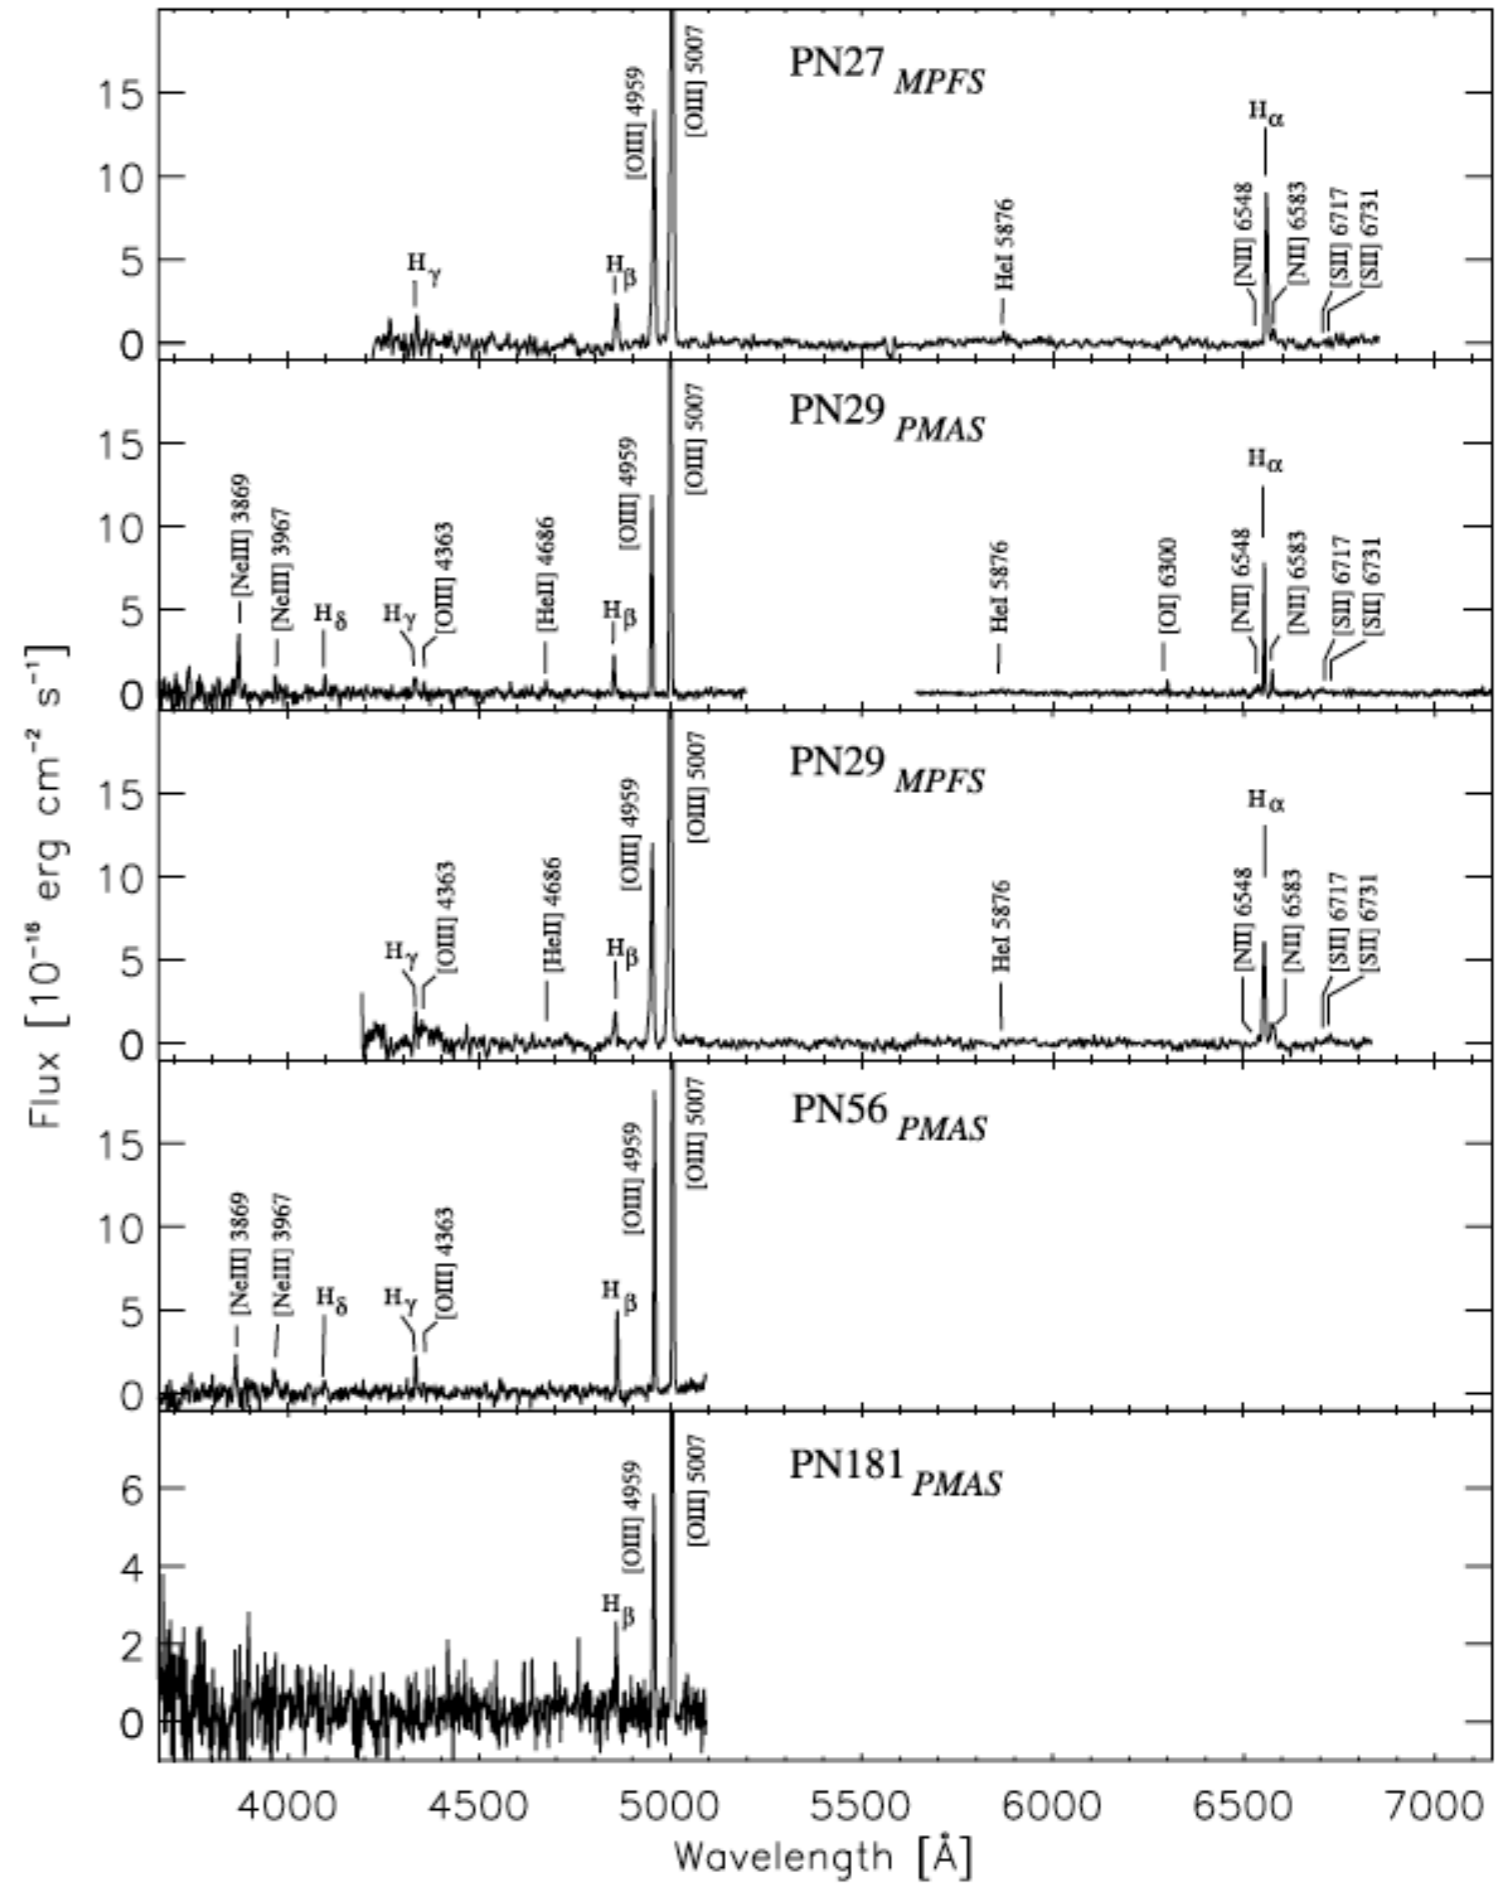 PN27 MPFS
15
10
5
0
Hγ
Hβ
[OIII] 4959
[OIII] 5007
HeI 5876
[NII] 6548
Hα
[NII] 6583
[SII] 6717
[SII] 6731
PN29 PMAS
15
10
5
0
[NeIII] 3869
[NeIII] 3967
Hδ
Hγ
[OIII] 4363
[HeII] 4686
Hβ
[OIII] 4959
[OIII] 5007
HeI 5876
[OI] 6300
[NII] 6548
Hα
[NII] 6583
[SII] 6717
[SII] 6731
PN29 MPFS
15
10
5
0
Hγ
[OIII] 4363
[HeII] 4686
Hβ
[OIII] 4959
[OIII] 5007
HeI 5876
[NII] 6548
Hα
[NII] 6583
[SII] 6717
[SII] 6731
PN56 PMAS
15
10
5
0
[NeIII] 3869
[NeIII] 3967
Hδ
Hγ
[OIII] 4363
Hβ
[OIII] 4959
[OIII] 5007
PN181 PMAS
6
4
2
0
Hβ
[OIII] 4959
[OIII] 5007
Flux [10⁻¹⁶ erg cm⁻² s⁻¹]
4000 4500 5000 5500 6000 6500 7000
Wavelength [Å]